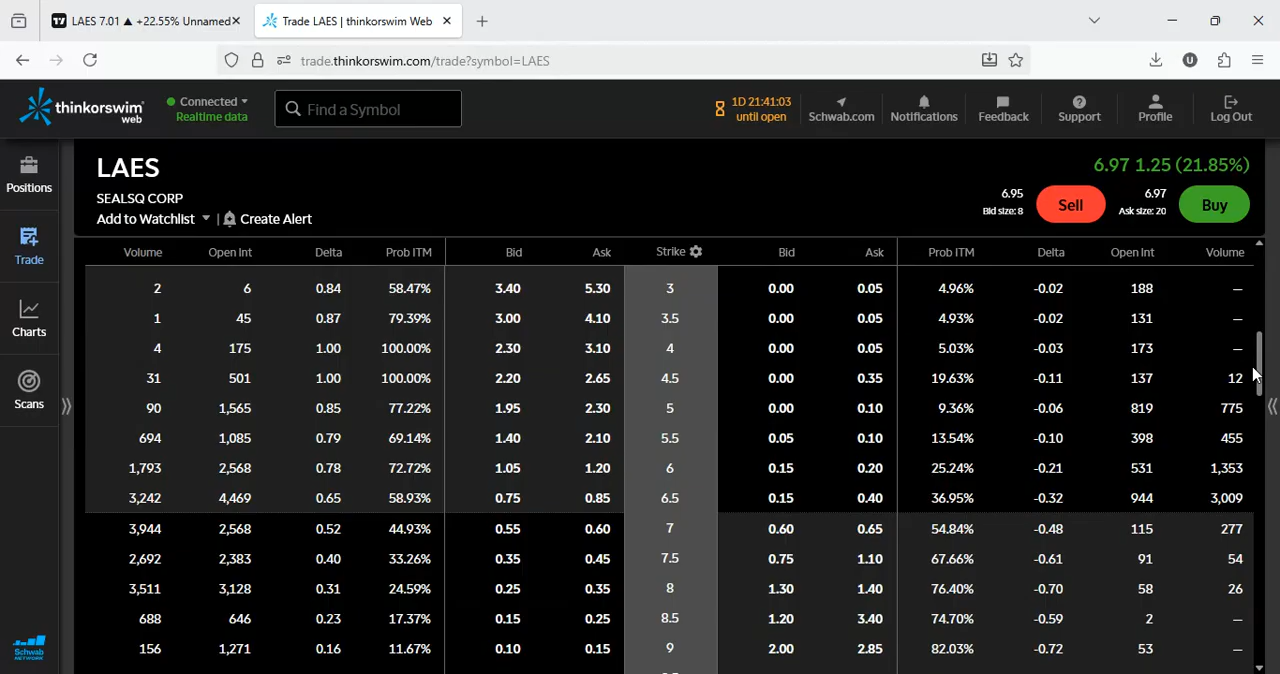 LAES 7.01 ▲ +22.55% Unnamed
Trade LAES | thinkorswim Web
trade.thinkorswim.com/trade?symbol=LAES
U
thinkorswim
web
Connected
Realtime data
Find a Symbol
1D 21:41:03
until open
Schwab.com
Notifications
Feedback
Support
Profile
Log Out
Positions
Trade
Charts
Scans
Schwab
NETWORK
LAES
SEALSQ CORP
Add to Watchlist | Create Alert
6.97 1.25 (21.85%)
6.95
Bid size: 8
Sell
6.97
Ask size: 20
Buy
Volume Open Int Delta Prob ITM Bid Ask Strike Bid Ask Prob ITM Delta Open Int Volume
2 6 0.84 58.47% 3.40 5.30 3 0.00 0.05 4.96% -0.02 188 —
1 45 0.87 79.39% 3.00 4.10 3.5 0.00 0.05 4.93% -0.02 131 —
4 175 1.00 100.00% 2.30 3.10 4 0.00 0.05 5.03% -0.03 173 —
31 501 1.00 100.00% 2.20 2.65 4.5 0.00 0.35 19.63% -0.11 137 12
90 1,565 0.85 77.22% 1.95 2.30 5 0.00 0.10 9.36% -0.06 819 775
694 1,085 0.79 69.14% 1.40 2.10 5.5 0.05 0.10 13.54% -0.10 398 455
1,793 2,568 0.78 72.72% 1.05 1.20 6 0.15 0.20 25.24% -0.21 531 1,353
3,242 4,469 0.65 58.93% 0.75 0.85 6.5 0.15 0.40 36.95% -0.32 944 3,009
3,944 2,568 0.52 44.93% 0.55 0.60 7 0.60 0.65 54.84% -0.48 115 277
2,692 2,383 0.40 33.26% 0.35 0.45 7.5 0.75 1.10 67.66% -0.61 91 54
3,511 3,128 0.31 24.59% 0.25 0.35 8 1.30 1.40 76.40% -0.70 58 26
688 646 0.23 17.37% 0.15 0.25 8.5 1.20 3.40 74.70% -0.59 2 —
156 1,271 0.16 11.67% 0.10 0.15 9 2.00 2.85 82.03% -0.72 53 —